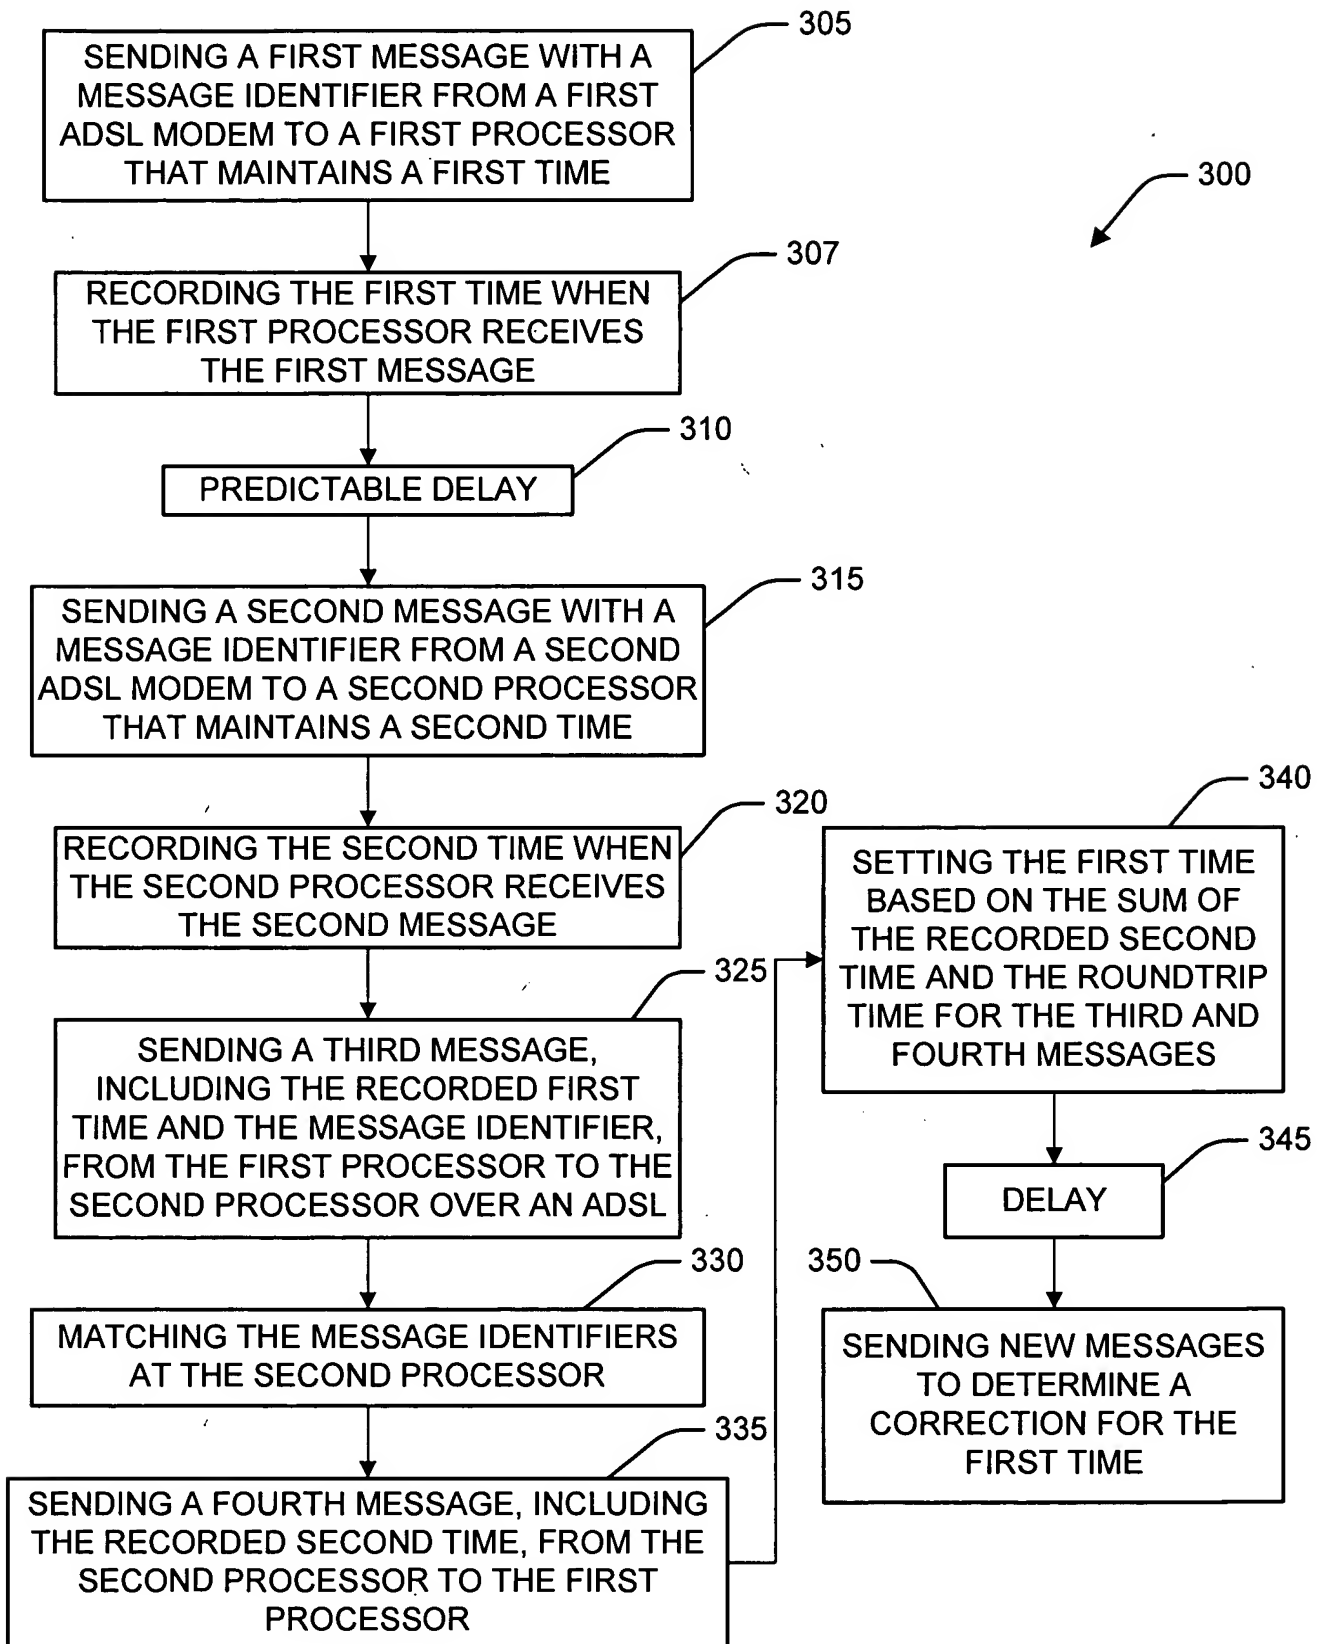 305
SENDING A FIRST MESSAGE WITH A
MESSAGE IDENTIFIER FROM A FIRST
ADSL MODEM TO A FIRST PROCESSOR
THAT MAINTAINS A FIRST TIME
300
307
RECORDING THE FIRST TIME WHEN
THE FIRST PROCESSOR RECEIVES
THE FIRST MESSAGE
310
PREDICTABLE DELAY
315
SENDING A SECOND MESSAGE WITH A
MESSAGE IDENTIFIER FROM A SECOND
ADSL MODEM TO A SECOND PROCESSOR
THAT MAINTAINS A SECOND TIME
320
RECORDING THE SECOND TIME WHEN
THE SECOND PROCESSOR RECEIVES
THE SECOND MESSAGE
325
SENDING A THIRD MESSAGE,
INCLUDING THE RECORDED FIRST
TIME AND THE MESSAGE IDENTIFIER,
FROM THE FIRST PROCESSOR TO THE
SECOND PROCESSOR OVER AN ADSL
330
MATCHING THE MESSAGE IDENTIFIERS
AT THE SECOND PROCESSOR
335
SENDING A FOURTH MESSAGE, INCLUDING
THE RECORDED SECOND TIME, FROM THE
SECOND PROCESSOR TO THE FIRST
PROCESSOR
340
SETTING THE FIRST TIME
BASED ON THE SUM OF
THE RECORDED SECOND
TIME AND THE ROUNDTRIP
TIME FOR THE THIRD AND
FOURTH MESSAGES
345
DELAY
350
SENDING NEW MESSAGES
TO DETERMINE A
CORRECTION FOR THE
FIRST TIME